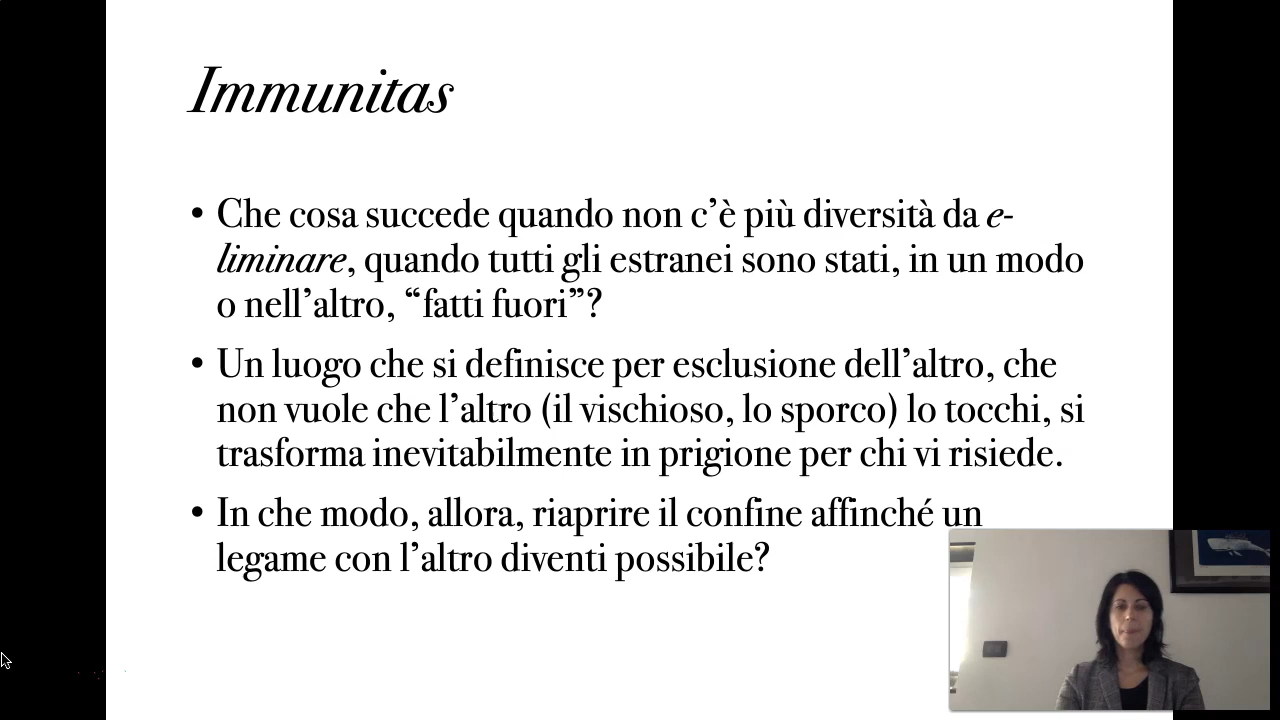 Immunitas
• Che cosa succede quando non c’è più diversità da e-
liminare, quando tutti gli estranei sono stati, in un modo
o nell’altro, “fatti fuori”?
• Un luogo che si definisce per esclusione dell’altro, che
non vuole che l’altro (il vischioso, lo sporco) lo tocchi, si
trasforma inevitabilmente in prigione per chi vi risiede.
• In che modo, allora, riaprire il confine affinché un
legame con l’altro diventi possibile?